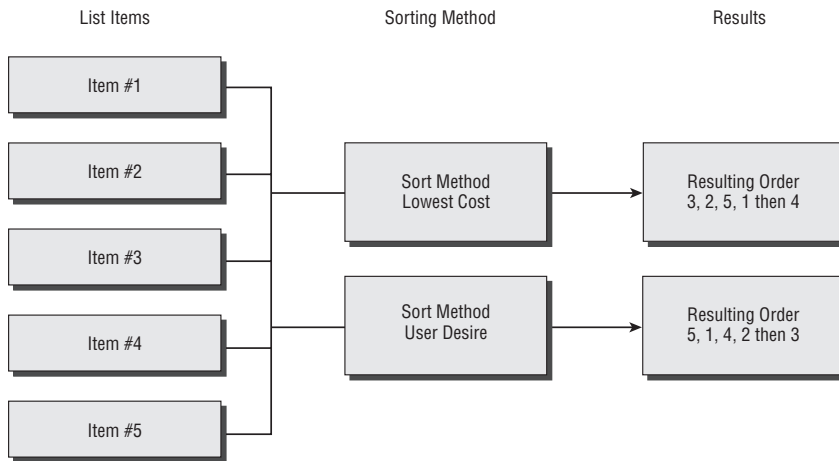 List Items
Sorting Method
Results
Item #1
Item #2
Item #3
Item #4
Item #5
Sort Method
Lowest Cost
Resulting Order
3, 2, 5, 1 then 4
Sort Method
User Desire
Resulting Order
5, 1, 4, 2 then 3